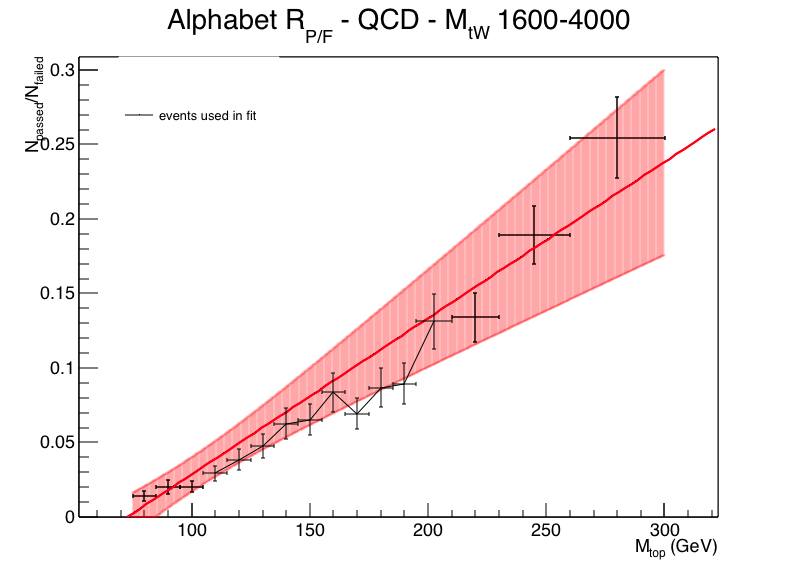 Alphabet R_P/F - QCD - M_tW 1600-4000
N_passed/N_failed
0.3
events used in fit
0.25
0.2
0.15
0.1
0.05
0
100 150 200 250 300
M_top (GeV)